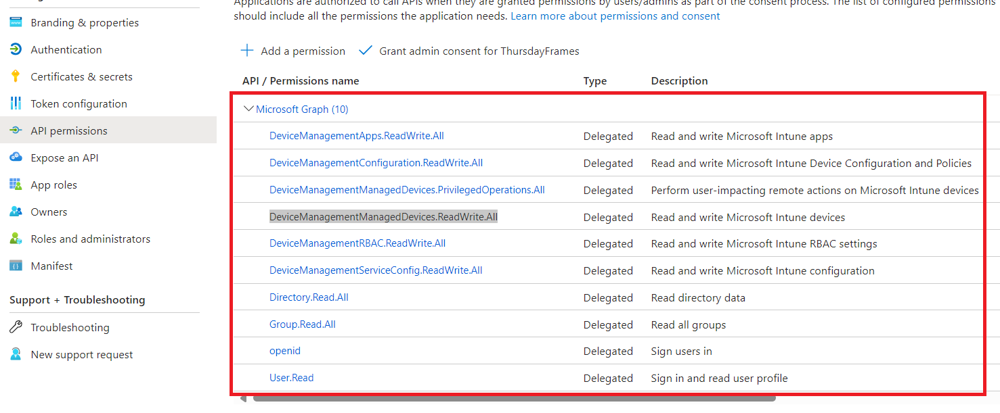 Applications are authorized to call APIs when they are granted permissions by users/admins as part of the consent process. The list of configured permissions
should include all the permissions the application needs. Learn more about permissions and consent
Branding & properties
Authentication
Certificates & secrets
Token configuration
API permissions
Expose an API
App roles
Owners
Roles and administrators
Manifest
Support + Troubleshooting
Troubleshooting
New support request
Add a permission Grant admin consent for ThursdayFrames
API / Permissions name Type Description
Microsoft Graph (10)
DeviceManagementApps.ReadWrite.All Delegated Read and write Microsoft Intune apps
DeviceManagementConfiguration.ReadWrite.All Delegated Read and write Microsoft Intune Device Configuration and Policies
DeviceManagementManagedDevices.PrivilegedOperations.All Delegated Perform user-impacting remote actions on Microsoft Intune devices
DeviceManagementManagedDevices.ReadWrite.All Delegated Read and write Microsoft Intune devices
DeviceManagementRBAC.ReadWrite.All Delegated Read and write Microsoft Intune RBAC settings
DeviceManagementServiceConfig.ReadWrite.All Delegated Read and write Microsoft Intune configuration
Directory.Read.All Delegated Read directory data
Group.Read.All Delegated Read all groups
openid Delegated Sign users in
User.Read Delegated Sign in and read user profile